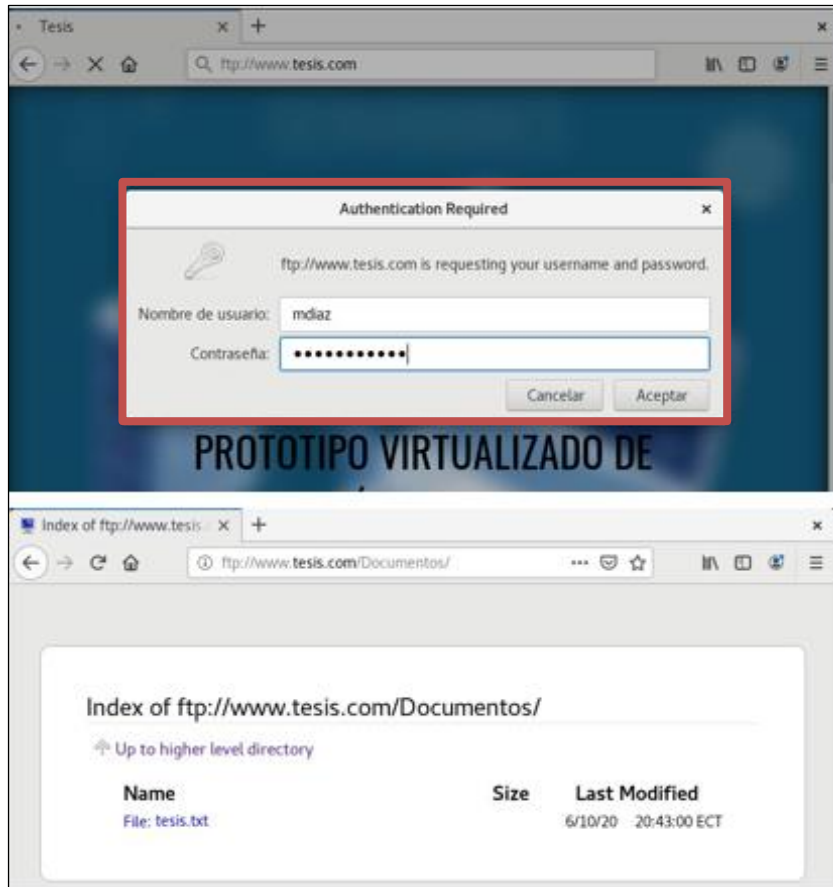 Tesis
ftp://www.tesis.com
Authentication Required
ftp://www.tesis.com is requesting your username and password.
Nombre de usuario: mdiaz
Contraseña: •••••••••••
Cancelar Aceptar
PROTOTIPO VIRTUALIZADO DE
Index of ftp://www.tesis
ftp://www.tesis.com/Documentos/
Index of ftp://www.tesis.com/Documentos/
Up to higher level directory
Name Size Last Modified
File: tesis.txt 6/10/20 20:43:00 ECT